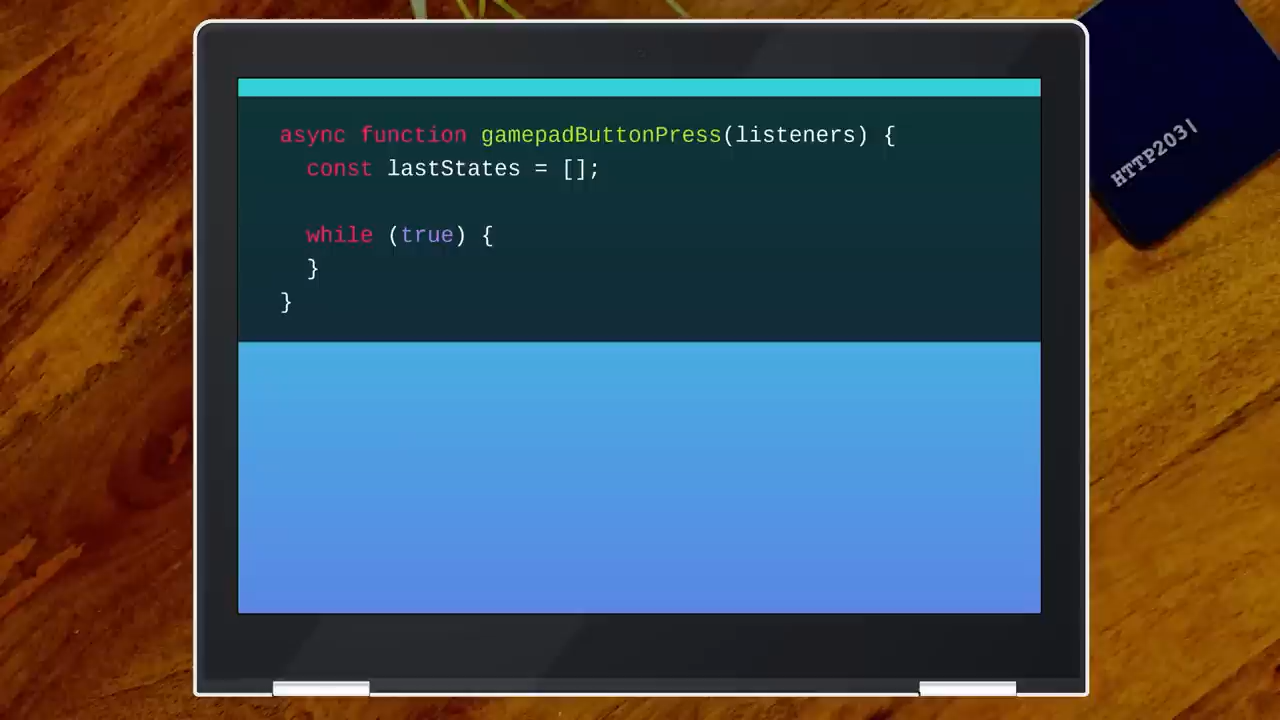 async function gamepadButtonPress(listeners) {
  const lastStates = [];

  while (true) {
  }
}
HTTP203|